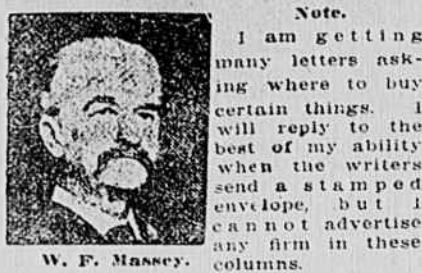 Note.
I am getting
many letters ask-
ing where to buy
certain things. I
will reply to the
best of my ability
when the writers
send a stamped
envelope, but I
cannot advertise
any firm in these
columns.
W. F. Massey.